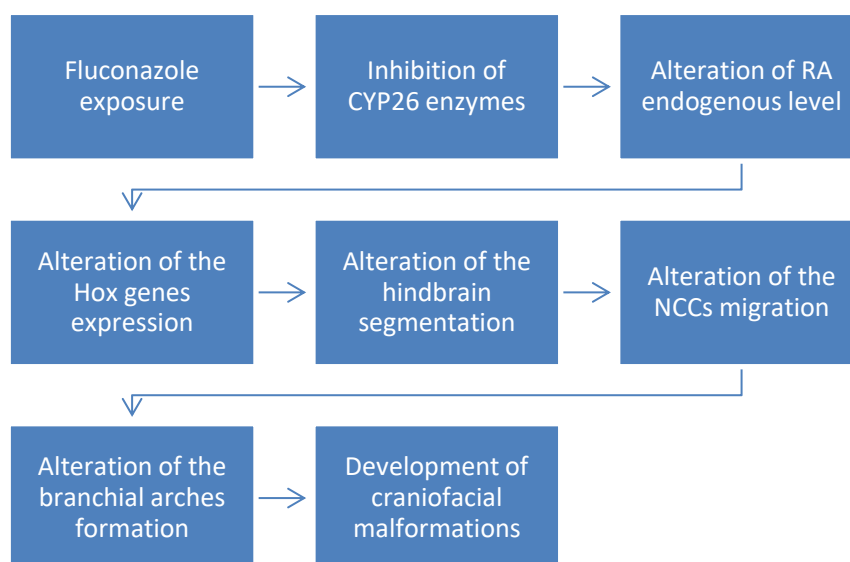 Fluconazole
exposure
Inhibition of
CYP26 enzymes
Alteration of RA
endogenous level
Alteration of the
Hox genes
expression
Alteration of the
hindbrain
segmentation
Alteration of the
NCCs migration
Alteration of the
branchial arches
formation
Development of
craniofacial
malformations